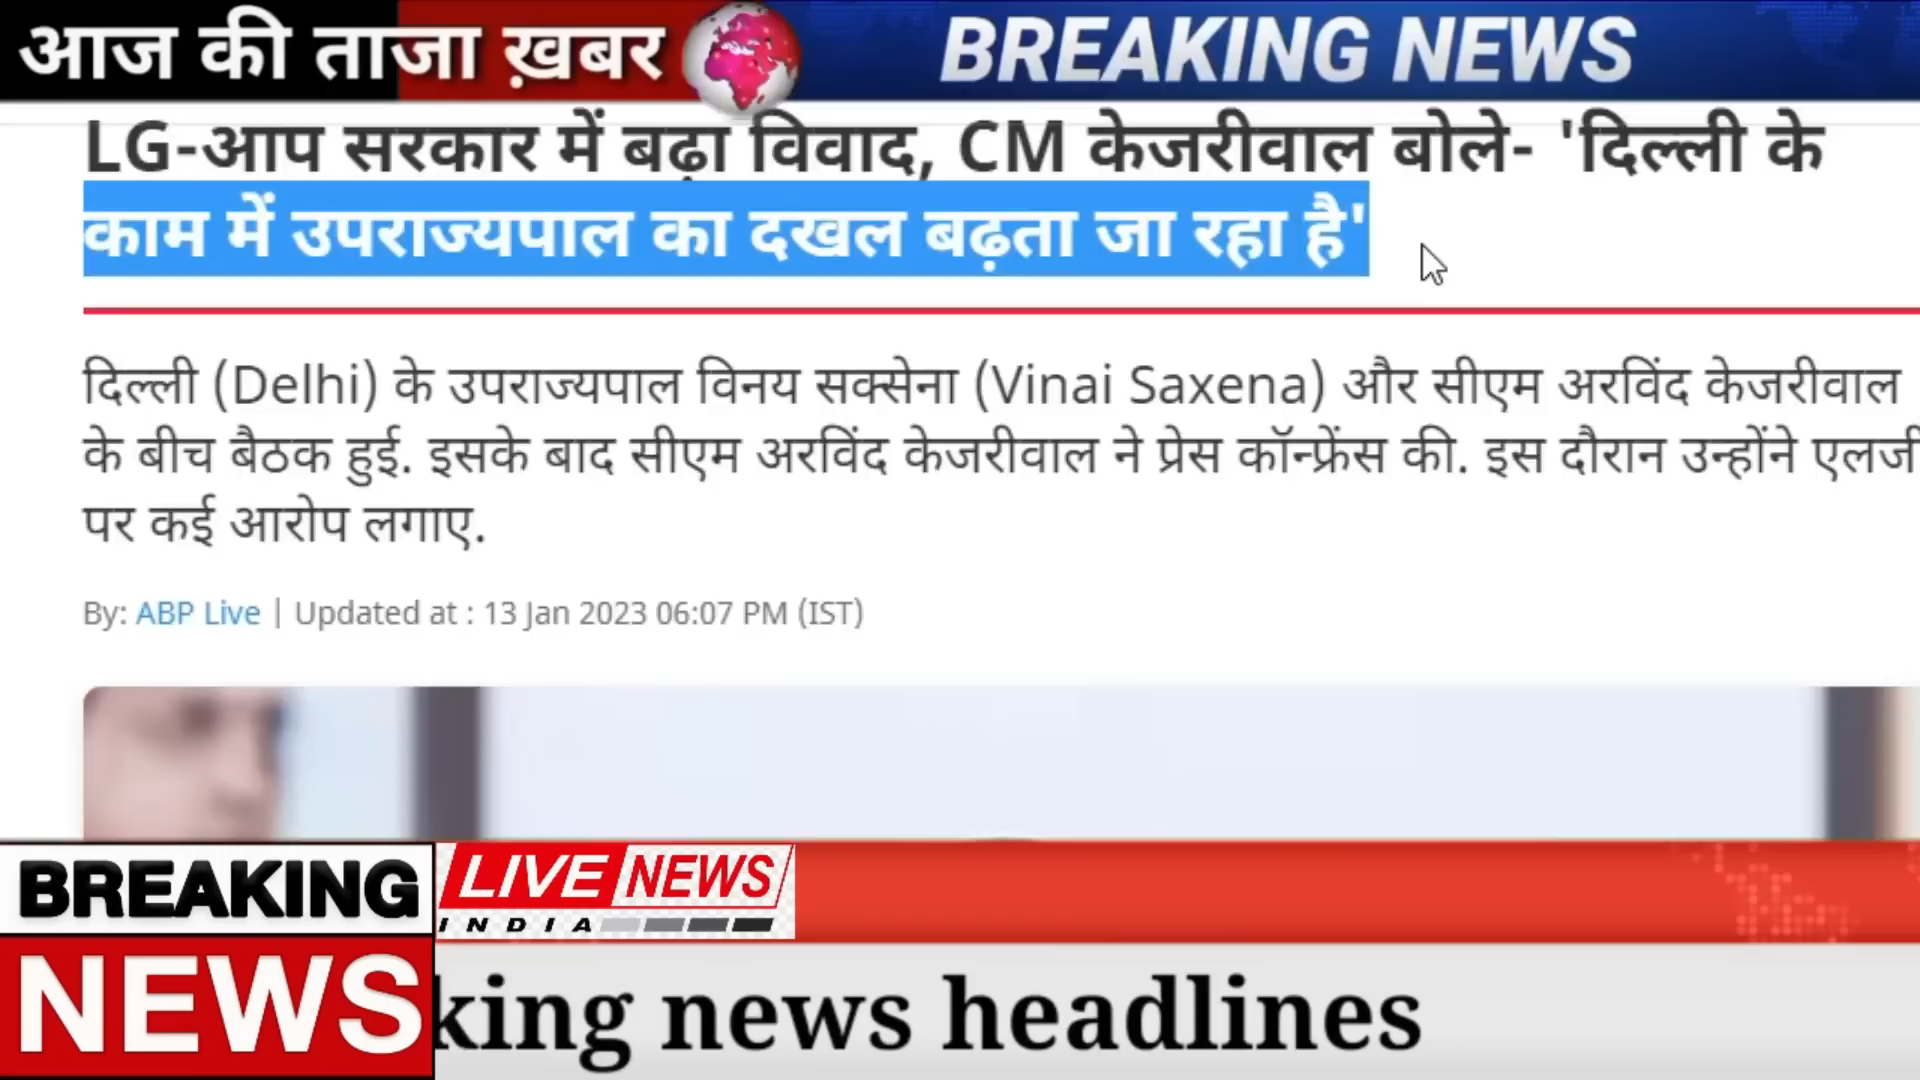 आज की ताजा ख़बर
BREAKING NEWS
LG-आप सरकार में बढ़ा विवाद, CM केजरीवाल बोले- 'दिल्ली के
काम में उपराज्यपाल का दखल बढ़ता जा रहा है'
दिल्ली (Delhi) के उपराज्यपाल विनय सक्सेना (Vinai Saxena) और सीएम अरविंद केजरीवाल
के बीच बैठक हुई. इसके बाद सीएम अरविंद केजरीवाल ने प्रेस कॉन्फ्रेंस की. इस दौरान उन्होंने एलजी
पर कई आरोप लगाए.
By: ABP Live | Updated at : 13 Jan 2023 06:07 PM (IST)
BREAKING
NEWS
LIVE NEWS
INDIA
king news headlines